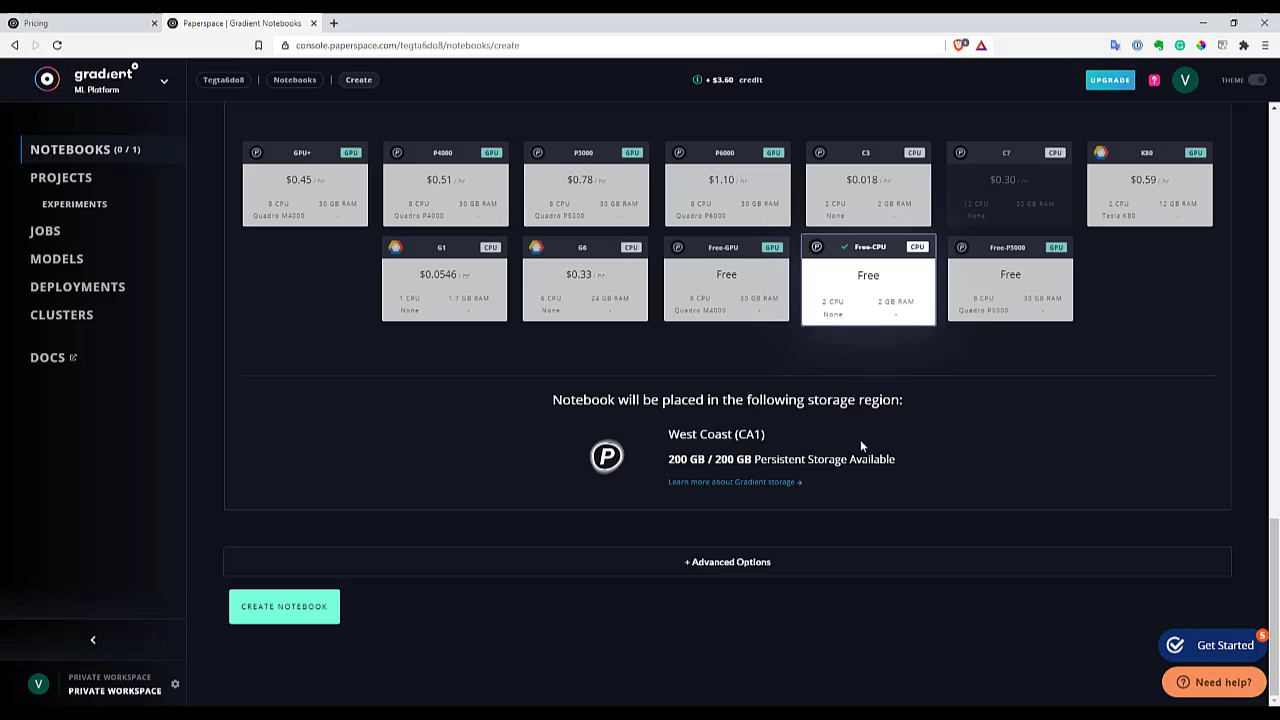 Pricing
Paperspace | Gradient Notebooks
console.paperspace.com/tegta6do8/notebooks/create
gradient
ML Platform
Tegta6do8
Notebooks
Create
+ $3.60 credit
UPGRADE
V
THEME
NOTEBOOKS (0 / 1)
PROJECTS
EXPERIMENTS
JOBS
MODELS
DEPLOYMENTS
CLUSTERS
DOCS
GPU+ GPU
$0.45 / hr
8 CPU 30 GB RAM
Quadro M4000 -
P4000 GPU
$0.51 / hr
8 CPU 30 GB RAM
Quadro P4000 -
P5000 GPU
$0.78 / hr
8 CPU 30 GB RAM
Quadro P5000 -
P6000 GPU
$1.10 / hr
8 CPU 30 GB RAM
Quadro P6000 -
C3 CPU
$0.018 / hr
2 CPU 2 GB RAM
None -
C7 CPU
$0.30 / hr
12 CPU 30 GB RAM
None -
K80 GPU
$0.59 / hr
2 CPU 12 GB RAM
Tesla K80 -
G1 CPU
$0.0546 / hr
1 CPU 1.7 GB RAM
None -
G6 CPU
$0.33 / hr
6 CPU 24 GB RAM
None -
Free-GPU GPU
Free
8 CPU 30 GB RAM
Quadro M4000 -
Free-CPU CPU
Free
2 CPU 2 GB RAM
None -
Free-P5000 GPU
Free
8 CPU 30 GB RAM
Quadro P5000 -
Notebook will be placed in the following storage region:
P
West Coast (CA1)
200 GB / 200 GB Persistent Storage Available
Learn more about Gradient storage
+ Advanced Options
CREATE NOTEBOOK
V
PRIVATE WORKSPACE
PRIVATE WORKSPACE
Get Started
5
Need help?